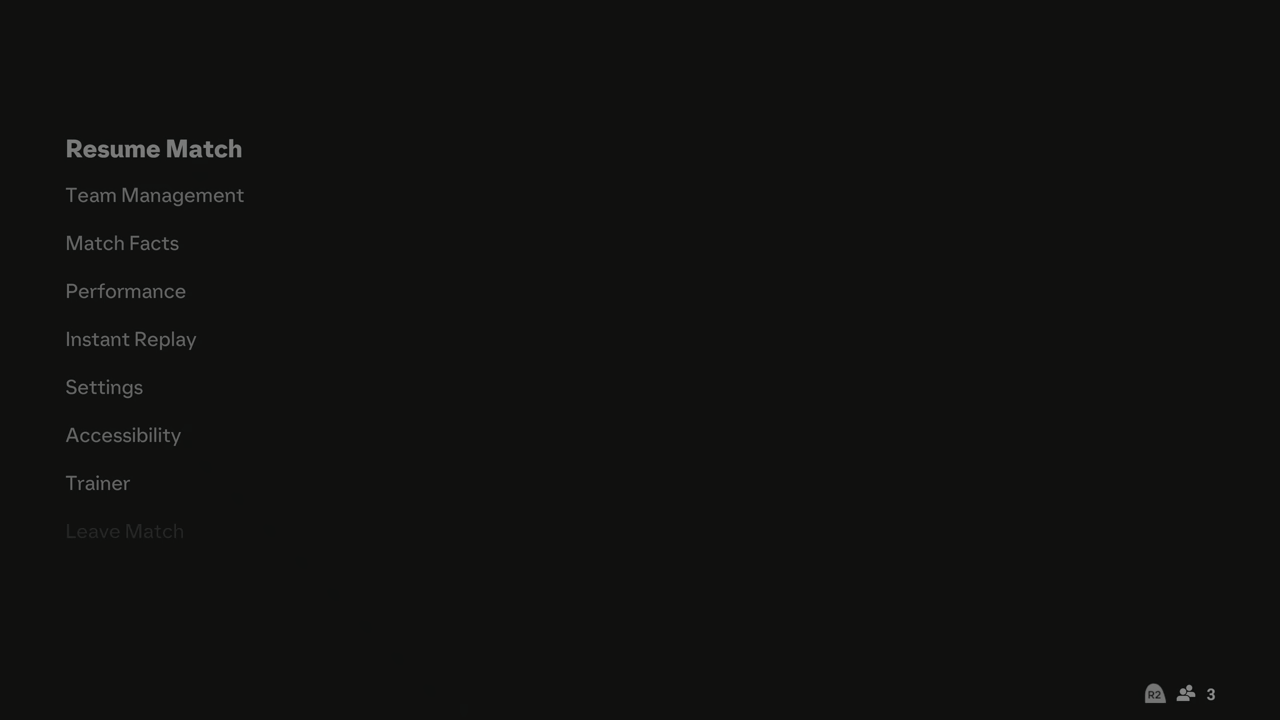 Resume Match
Team Management
Match Facts
Performance
Instant Replay
Settings
Accessibility
Trainer
Leave Match
R2 3